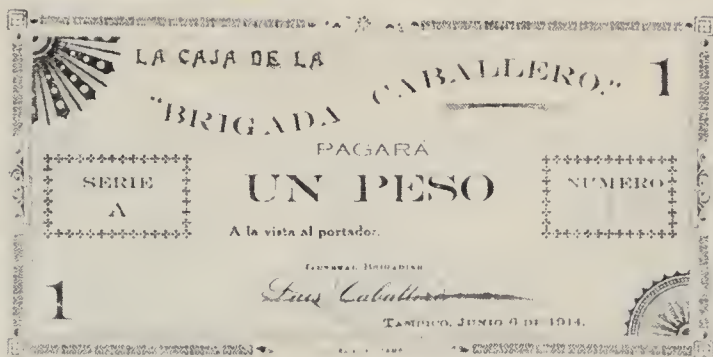 LA CAJA DE LA
"BRIGADA CABALLERO."
1
PAGARÁ
SERIE
A
UN PESO
NUMERO
A la vista al portador.
GENERAL BRIGADIER
Luis Caballero
1
TAMPICO, JUNIO 6 DE 1914.